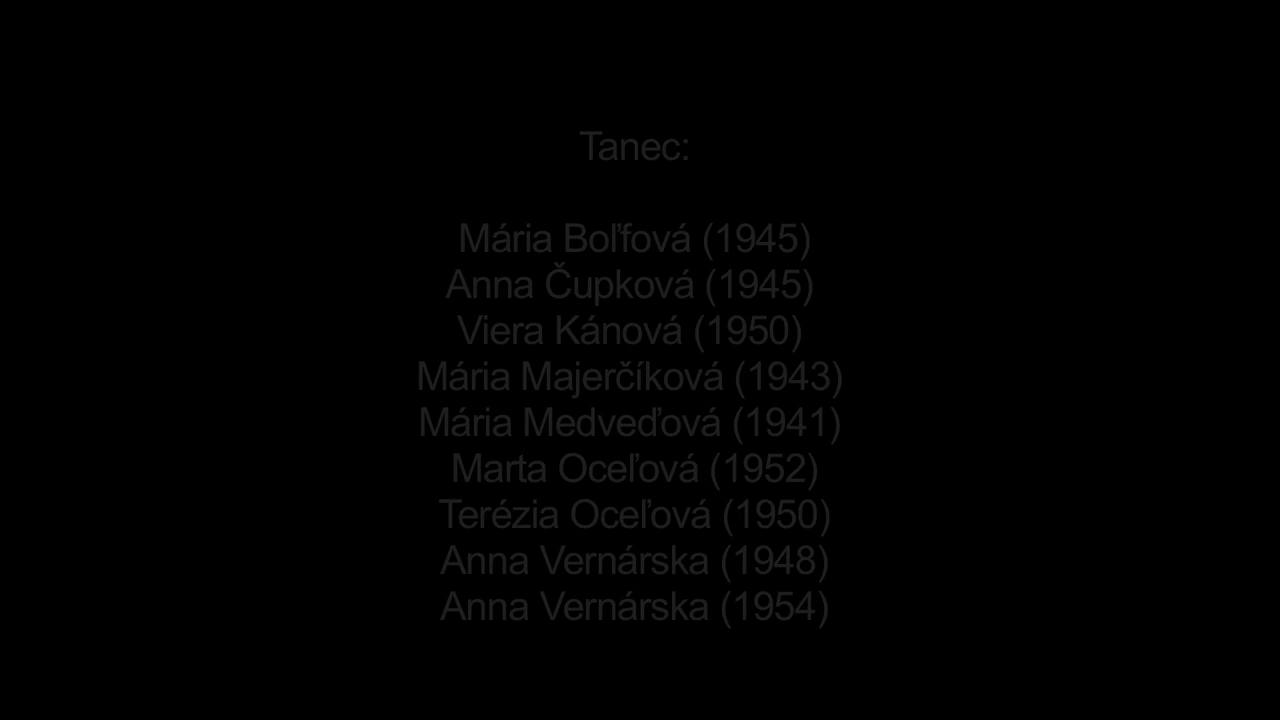 Tanec:
Mária Boľfová (1945)
Anna Čupková (1945)
Viera Kánová (1950)
Mária Majerčíková (1943)
Mária Medveďová (1941)
Marta Oceľová (1952)
Terézia Oceľová (1950)
Anna Vernárska (1948)
Anna Vernárska (1954)